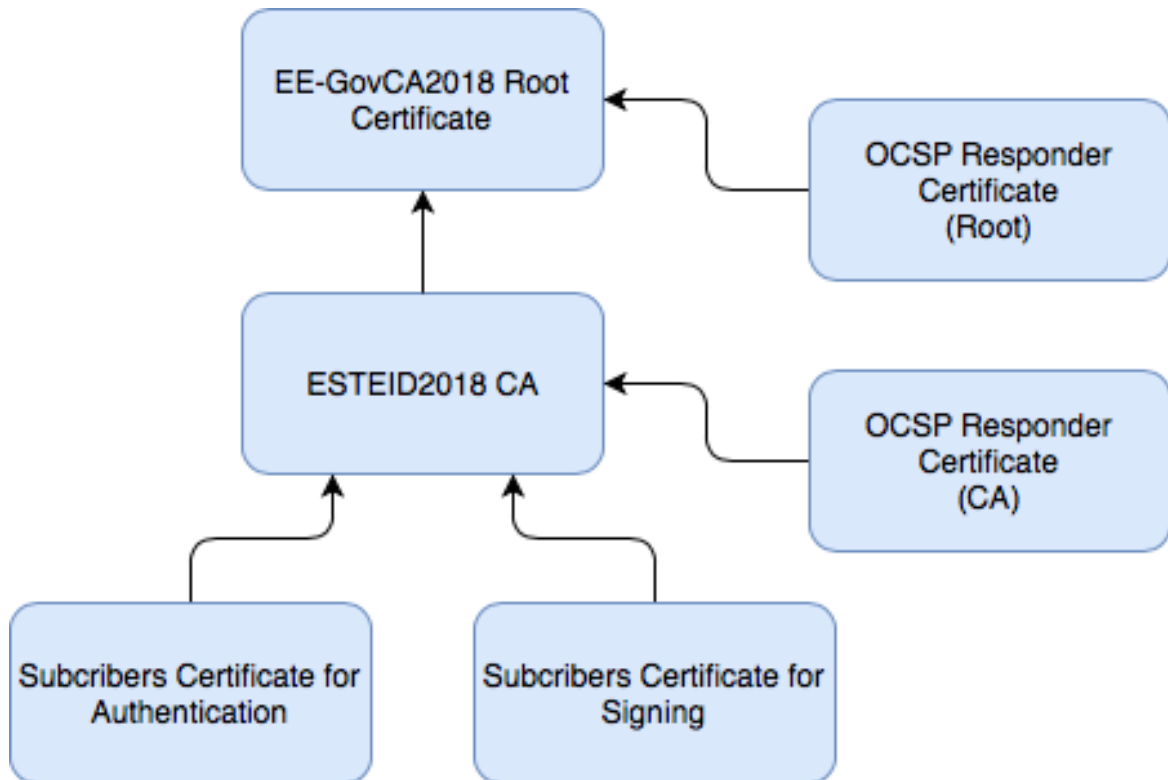 EE-GovCA2018 Root
Certificate
OCSP Responder
Certificate
(Root)
ESTEID2018 CA
OCSP Responder
Certificate
(CA)
Subcribers Certificate for
Authentication
Subcribers Certificate for
Signing